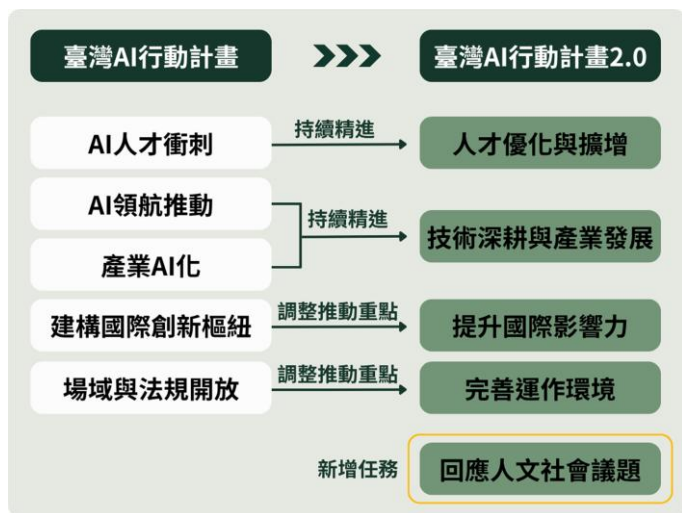 臺灣AI行動計畫
臺灣AI行動計畫2.0
AI人才衝刺
持續精進
人才優化與擴增
AI領航推動
產業AI化
持續精進
技術深耕與產業發展
建構國際創新樞紐
調整推動重點
提升國際影響力
場域與法規開放
調整推動重點
完善運作環境
新增任務
回應人文社會議題